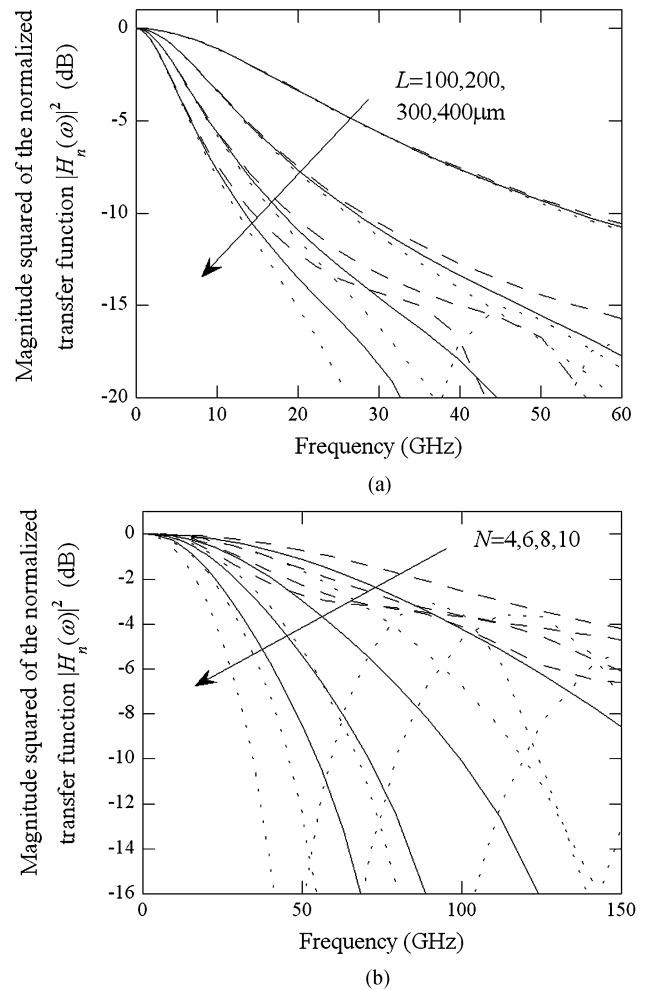 Magnitude squared of the normalized
transfer function |Hn(ω)|² (dB)
0
-5
-10
-15
-20
L=100,200,
300,400μm
0 10 20 30 40 50 60
Frequency (GHz)
(a)
Magnitude squared of the normalized
transfer function |Hn(ω)|² (dB)
0
-2
-4
-6
-8
-10
-12
-14
-16
N=4,6,8,10
0 50 100 150
Frequency (GHz)
(b)